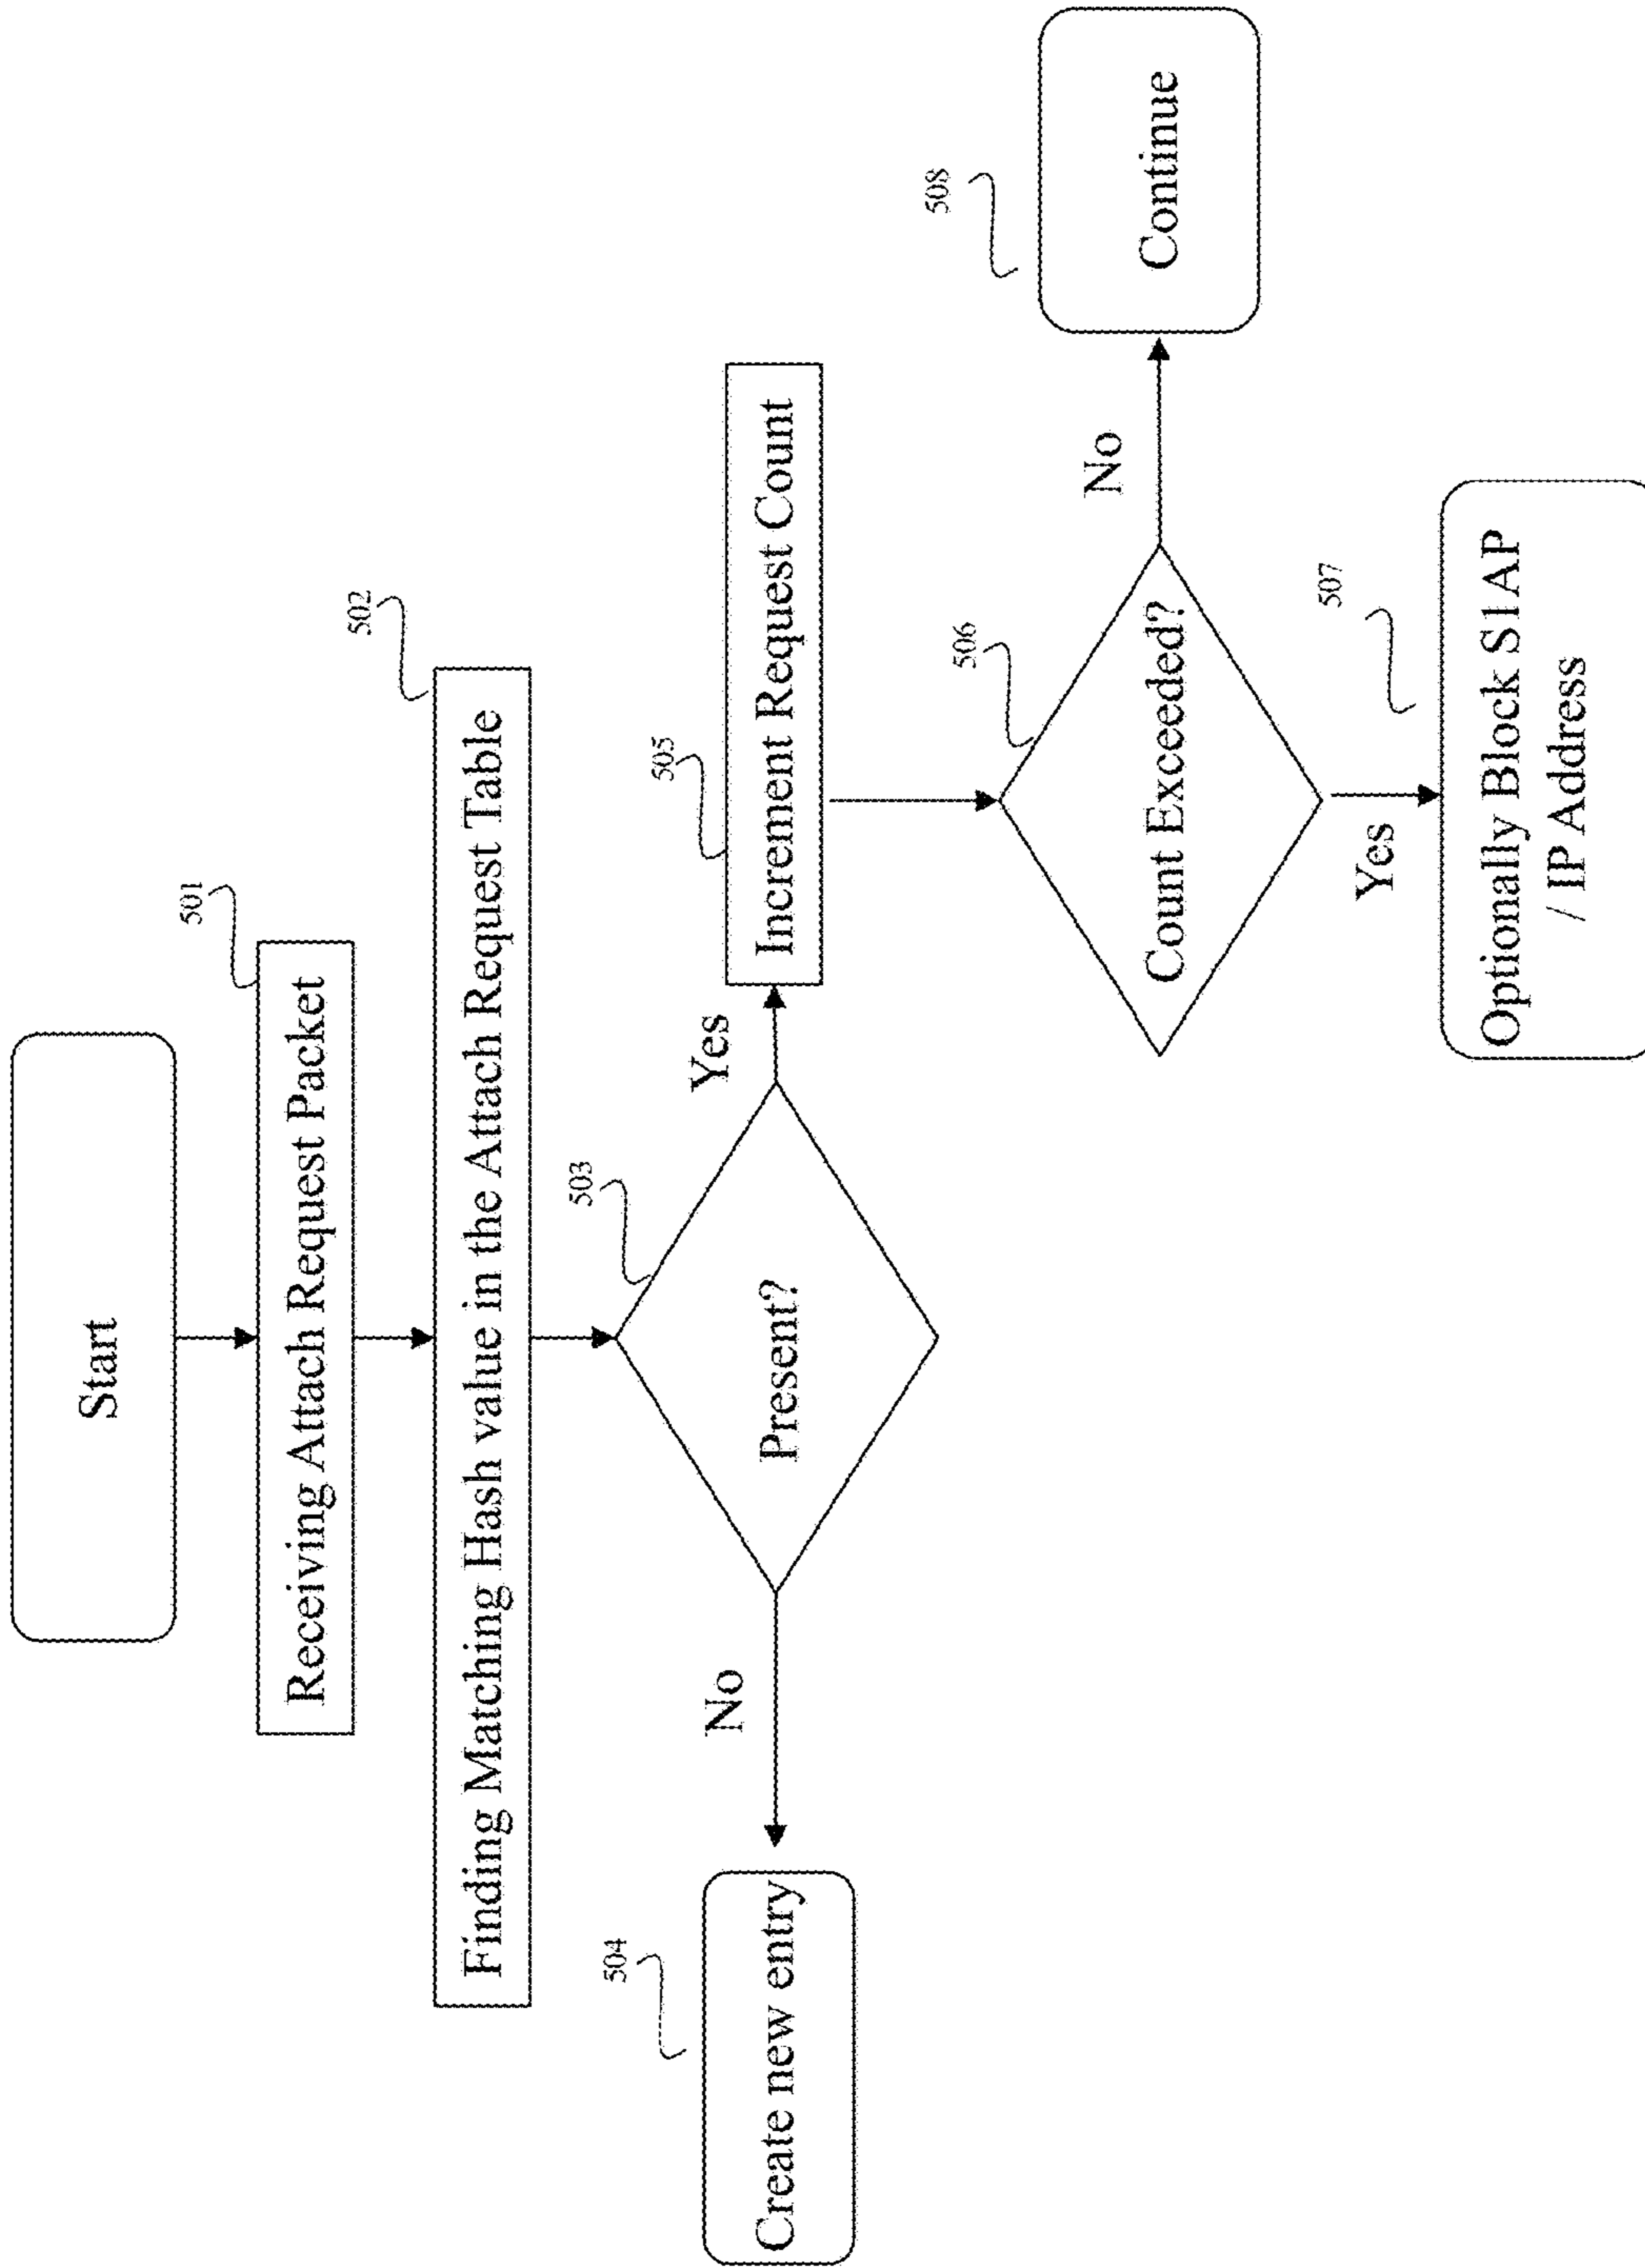 Start
501
Receiving Attach Request Packet
502
Finding Matching Hash value in the Attach Request Table
503
Present?
No
Yes
504
Create new entry
505
Increment Request Count
506
Count Exceeded?
No
508
Continue
Yes
507
Optionally Block S1AP
/ IP Address